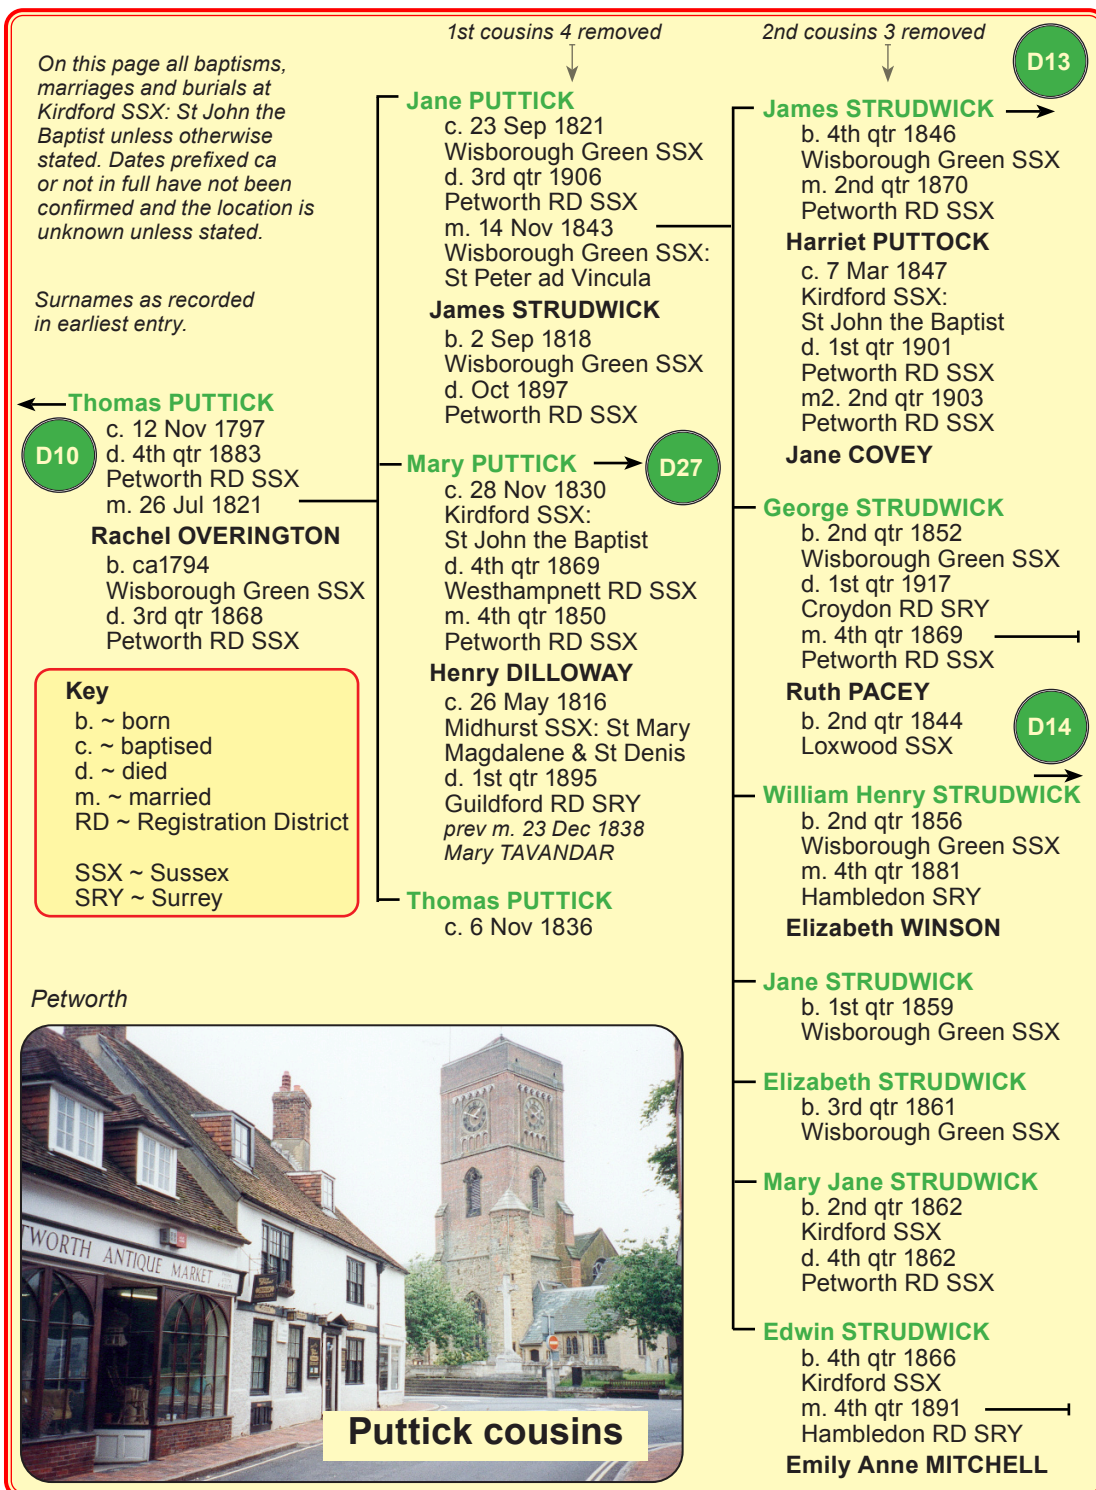 1st cousins 4 removed
2nd cousins 3 removed
D13
On this page all baptisms,
marriages and burials at
Kirdford SSX: St John the
Baptist unless otherwise
stated. Dates prefixed ca
or not in full have not been
confirmed and the location is
unknown unless stated.
Surnames as recorded
in earliest entry.
Thomas PUTTICK
D10
c. 12 Nov 1797
d. 4th qtr 1883
Petworth RD SSX
m. 26 Jul 1821
Rachel OVERINGTON
b. ca1794
Wisborough Green SSX
d. 3rd qtr 1868
Petworth RD SSX
Key
b. ~ born
c. ~ baptised
d. ~ died
m. ~ married
RD ~ Registration District
SSX ~ Sussex
SRY ~ Surrey
Jane PUTTICK
c. 23 Sep 1821
Wisborough Green SSX
d. 3rd qtr 1906
Petworth RD SSX
m. 14 Nov 1843
Wisborough Green SSX:
St Peter ad Vincula
James STRUDWICK
b. 2 Sep 1818
Wisborough Green SSX
d. Oct 1897
Petworth RD SSX
Mary PUTTICK
D27
c. 28 Nov 1830
Kirdford SSX:
St John the Baptist
d. 4th qtr 1869
Westhampnett RD SSX
m. 4th qtr 1850
Petworth RD SSX
Henry DILLOWAY
c. 26 May 1816
Midhurst SSX: St Mary
Magdalene & St Denis
d. 1st qtr 1895
Guildford RD SRY
prev m. 23 Dec 1838
Mary TAVANDAR
Thomas PUTTICK
c. 6 Nov 1836
James STRUDWICK
b. 4th qtr 1846
Wisborough Green SSX
m. 2nd qtr 1870
Petworth RD SSX
Harriet PUTTOCK
c. 7 Mar 1847
Kirdford SSX:
St John the Baptist
d. 1st qtr 1901
Petworth RD SSX
m2. 2nd qtr 1903
Petworth RD SSX
Jane COVEY
George STRUDWICK
b. 2nd qtr 1852
Wisborough Green SSX
d. 1st qtr 1917
Croydon RD SRY
m. 4th qtr 1869
Petworth RD SSX
Ruth PACEY
b. 2nd qtr 1844
Loxwood SSX
D14
William Henry STRUDWICK
b. 2nd qtr 1856
Wisborough Green SSX
m. 4th qtr 1881
Hambledon SRY
Elizabeth WINSON
Jane STRUDWICK
b. 1st qtr 1859
Wisborough Green SSX
Elizabeth STRUDWICK
b. 3rd qtr 1861
Wisborough Green SSX
Mary Jane STRUDWICK
b. 2nd qtr 1862
Kirdford SSX
d. 4th qtr 1862
Petworth RD SSX
Edwin STRUDWICK
b. 4th qtr 1866
Kirdford SSX
m. 4th qtr 1891
Hambledon RD SRY
Emily Anne MITCHELL
Petworth
TWORTH ANTIQUE MARKET
Puttick cousins